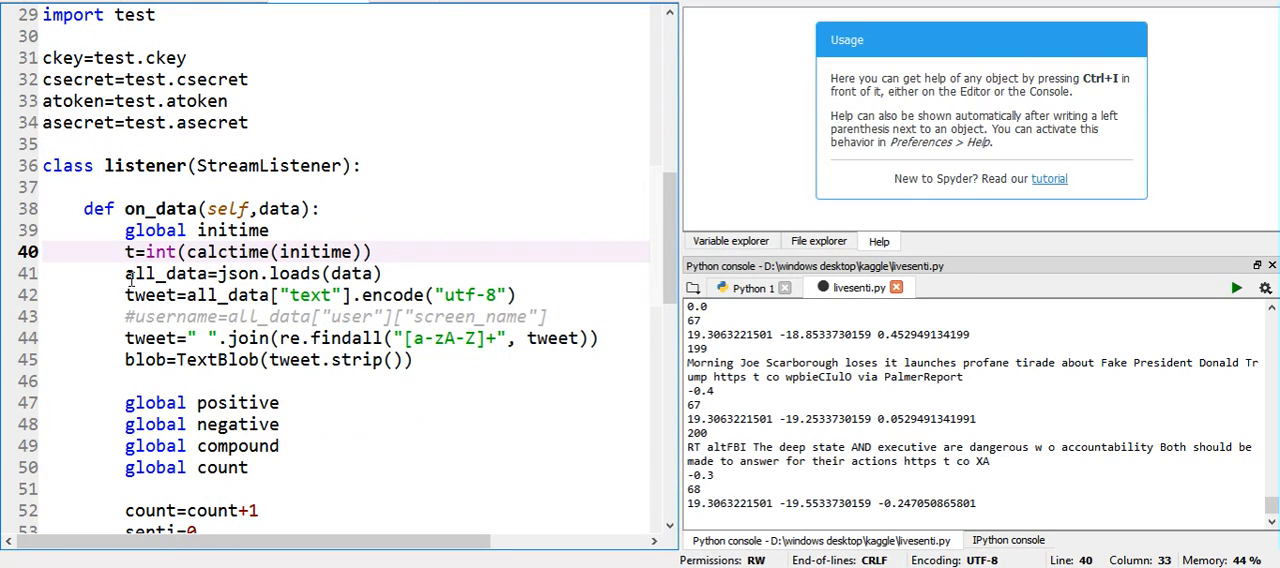 29 import test
30
31 ckey=test.ckey
32 csecret=test.csecret
33 atoken=test.atoken
34 asecret=test.asecret
35
36 class listener(StreamListener):
37
38 def on_data(self,data):
39 global initime
40 t=int(calctime(initime))
41 all_data=json.loads(data)
42 tweet=all_data["text"].encode("utf-8")
43 #username=all_data["user"]["screen_name"]
44 tweet=" ".join(re.findall("[a-zA-Z]+", tweet))
45 blob=TextBlob(tweet.strip())
46
47 global positive
48 global negative
49 global compound
50 global count
51
52 count=count+1
53 senti=0
Usage
Here you can get help of any object by pressing Ctrl+I in
front of it, either on the Editor or the Console.
Help can also be shown automatically after writing a left
parenthesis next to an object. You can activate this
behavior in Preferences > Help.
New to Spyder? Read our tutorial
Variable explorer File explorer Help
Python console - D:\windows desktop\kaggle\livesenti.py
Python 1 livesenti.py
0.0
67
19.3063221501 -18.8533730159 0.452949134199
199
Morning Joe Scarborough loses it launches profane tirade about Fake President Donald Tr
ump https t co wpbieCIulO via PalmerReport
-0.4
67
19.3063221501 -19.2533730159 0.0529491341991
200
RT altFBI The deep state AND executive are dangerous w o accountability Both should be
made to answer for their actions https t co XA
-0.3
68
19.3063221501 -19.5533730159 -0.247050865801
Python console - D:\windows desktop\kaggle\livesenti.py IPython console
Permissions: RW End-of-lines: CRLF Encoding: UTF-8 Line: 40 Column: 33 Memory: 44 %